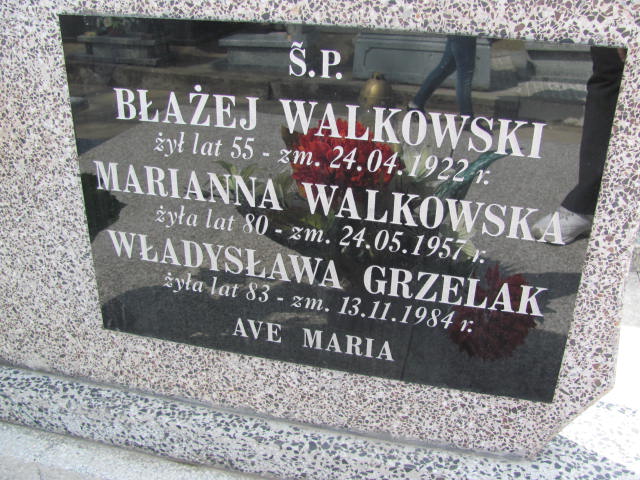 Ś.P.
BŁAŻEJ WALKOWSKI
żył lat 55 - zm. 24.04.1922 r.
MARIANNA WALKOWSKA
żyła lat 80 - zm. 24.05.1957 r.
WŁADYSŁAWA GRZELAK
żyła lat 83 - zm. 13.11.1984 r.
AVE MARIA